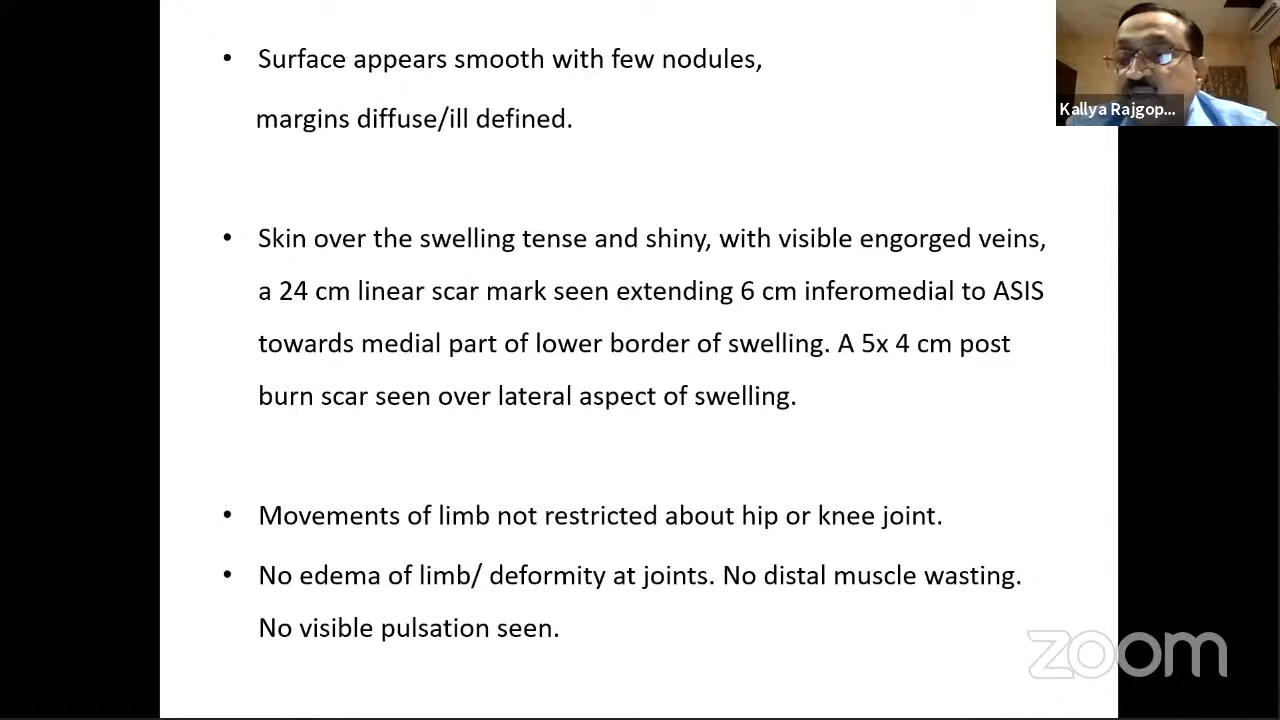 • Surface appears smooth with few nodules,
margins diffuse/ill defined.
• Skin over the swelling tense and shiny, with visible engorged veins,
a 24 cm linear scar mark seen extending 6 cm inferomedial to ASIS
towards medial part of lower border of swelling. A 5x 4 cm post
burn scar seen over lateral aspect of swelling.
• Movements of limb not restricted about hip or knee joint.
• No edema of limb/ deformity at joints. No distal muscle wasting.
No visible pulsation seen.
Kallya Rajgop...
zoom